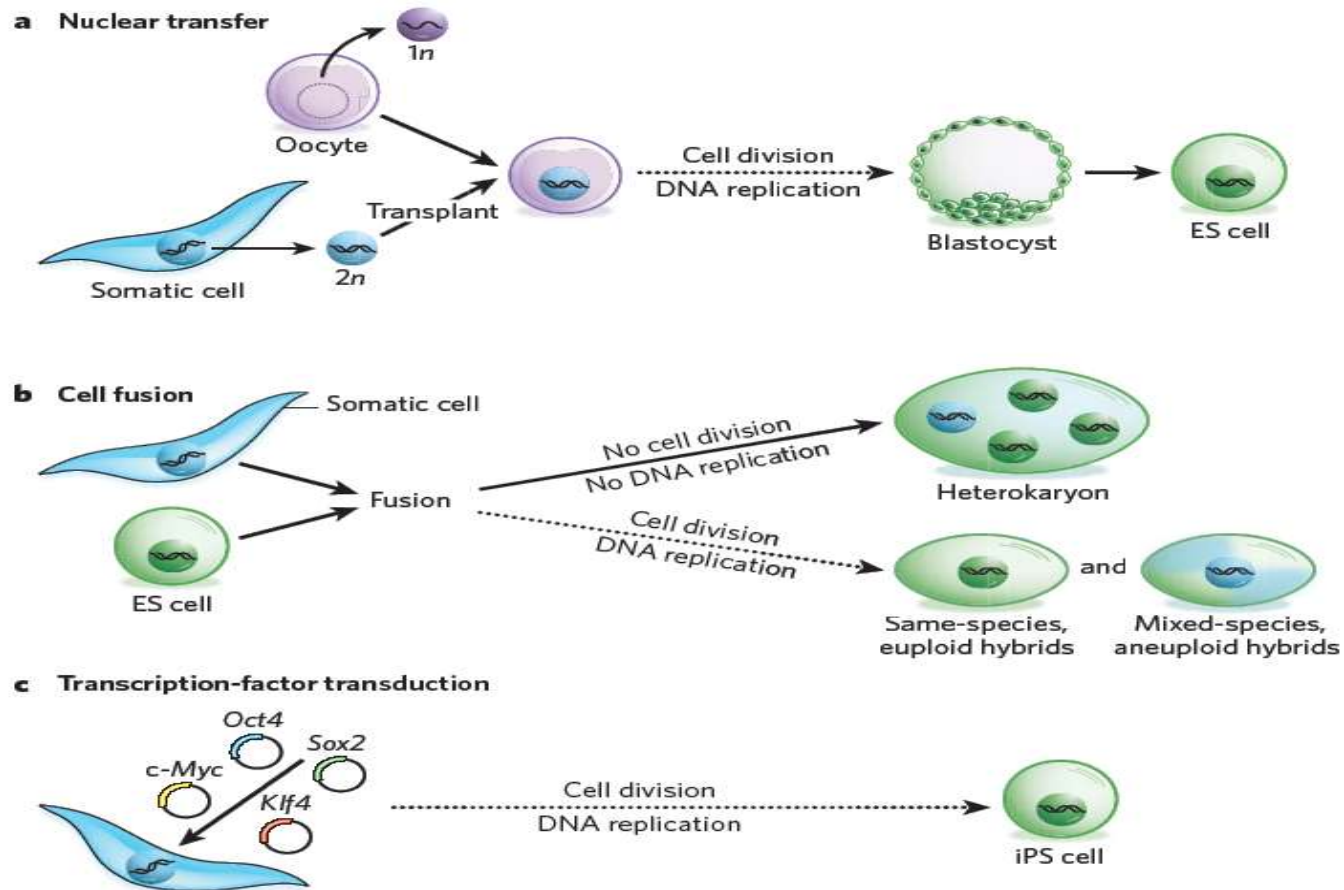 a Nuclear transfer
1n
Oocyte
Transplant
Somatic cell
2n
Cell division
DNA replication
Blastocyst
ES cell
b Cell fusion
Somatic cell
ES cell
Fusion
No cell division
No DNA replication
Heterokaryon
Cell division
DNA replication
Same-species,
euploid hybrids
and
Mixed-species,
aneuploid hybrids
c Transcription-factor transduction
Oct4
Sox2
c-Myc
Klf4
Cell division
DNA replication
iPS cell